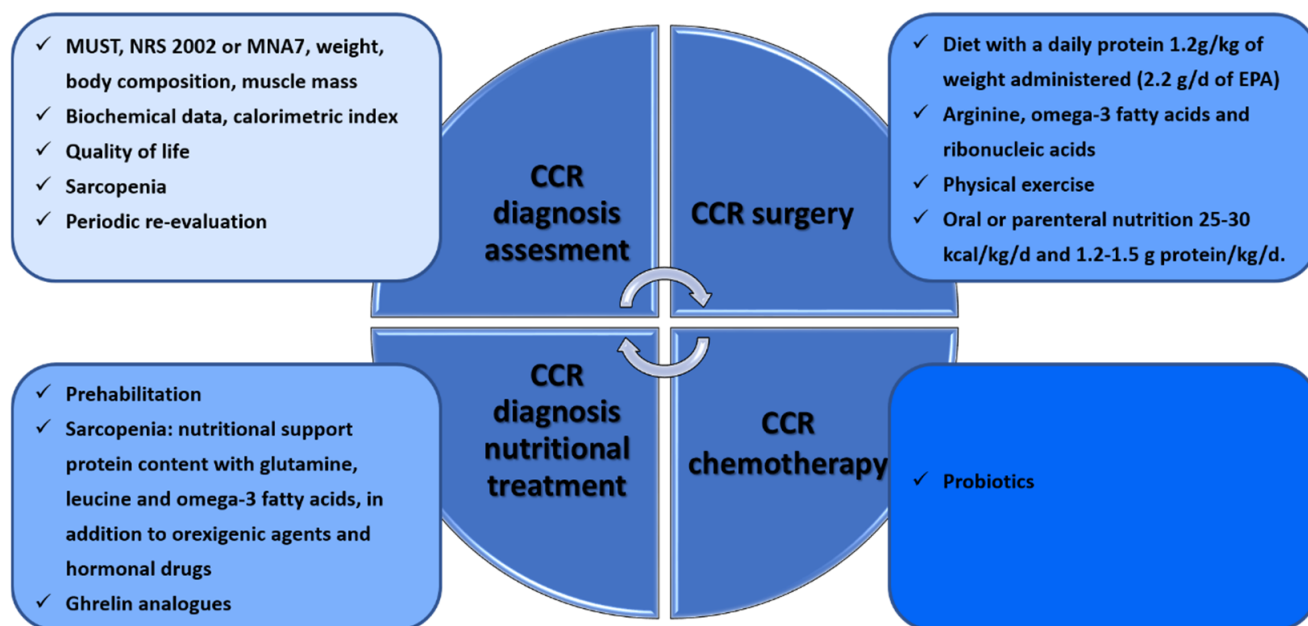 ✓ MUST, NRS 2002 or MNA7, weight,
body composition, muscle mass
✓ Biochemical data, calorimetric index
✓ Quality of life
✓ Sarcopenia
✓ Periodic re-evaluation
CCR
diagnosis
assesment
CCR surgery
✓ Diet with a daily protein 1.2g/kg of
weight administered (2.2 g/d of EPA)
✓ Arginine, omega-3 fatty acids and
ribonucleic acids
✓ Physical exercise
✓ Oral or parenteral nutrition 25-30
kcal/kg/d and 1.2-1.5 g protein/kg/d.
✓ Prehabilitation
✓ Sarcopenia: nutritional support
protein content with glutamine,
leucine and omega-3 fatty acids, in
addition to orexigenic agents and
hormonal drugs
✓ Ghrelin analogues
CCR
diagnosis
nutritional
treatment
CCR
chemotherapy
✓ Probiotics